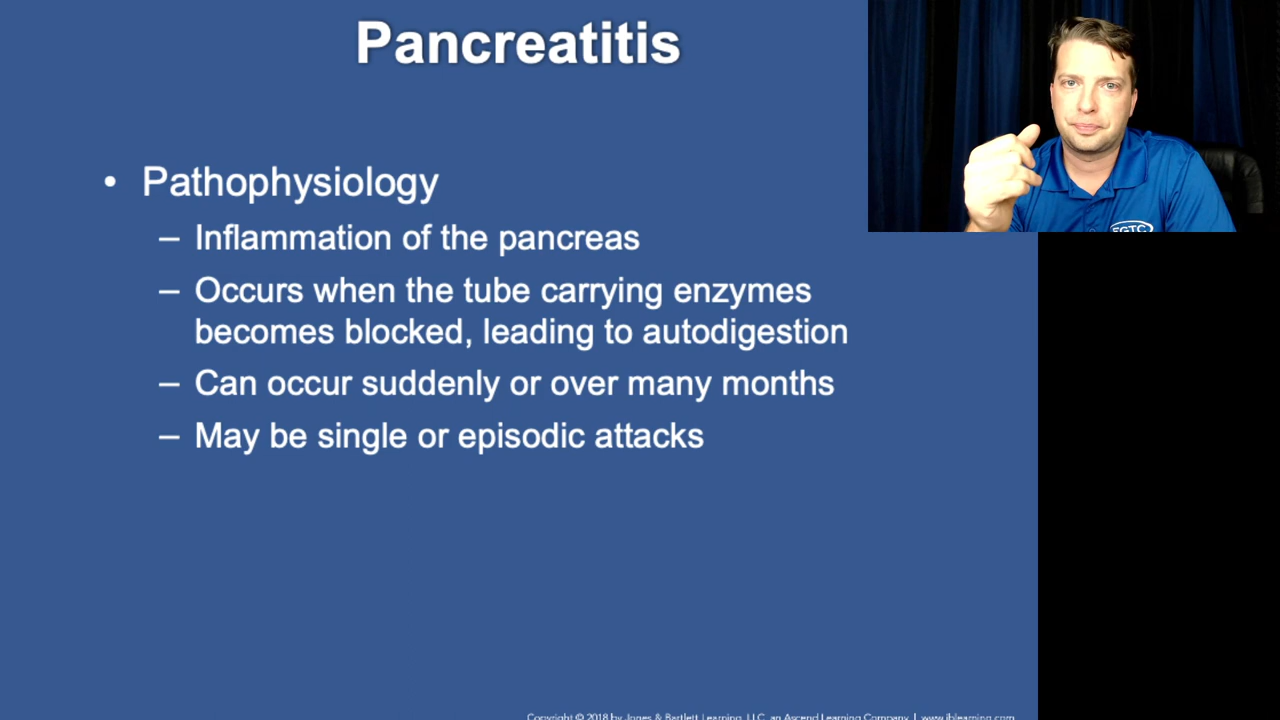 Pancreatitis
• Pathophysiology
– Inflammation of the pancreas
– Occurs when the tube carrying enzymes
becomes blocked, leading to autodigestion
– Can occur suddenly or over many months
– May be single or episodic attacks
Copyright © 2018 by Jones & Bartlett Learning, LLC, an Ascend Learning Company | www.jblearning.com